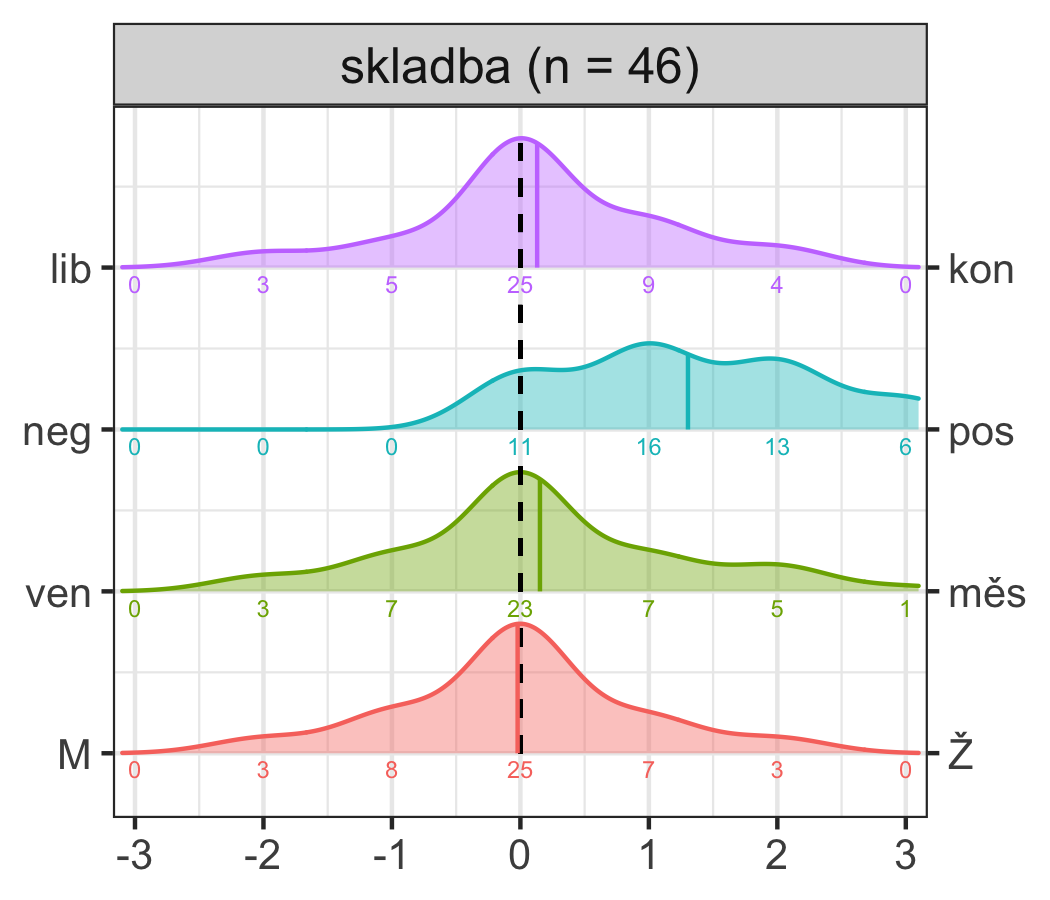 skladba (n = 46)
lib kon
0 3 5 25 9 4 0
neg pos
0 0 0 11 16 13 6
ven měs
0 3 7 23 7 5 1
M Ž
0 3 8 25 7 3 0
-3 -2 -1 0 1 2 3